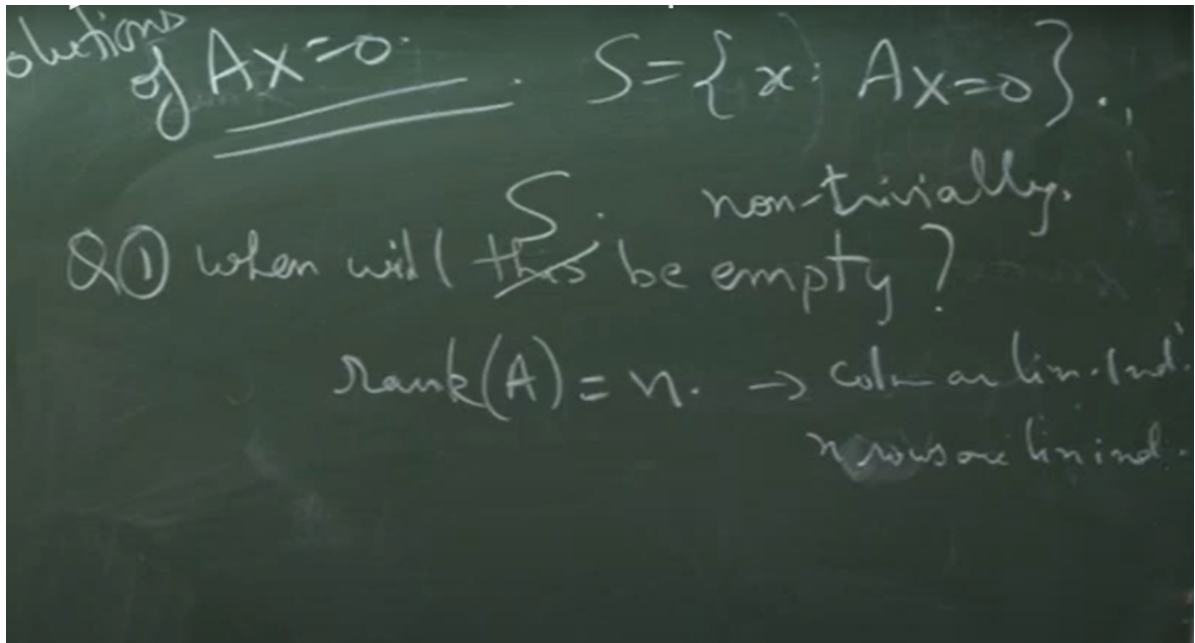 olutions
of Ax=0. S={x: Ax=0}.
S. non-trivially.
Q① when will this be empty?
rank(A)=n. → colm are lin. Ind.
n rows are lin ind.